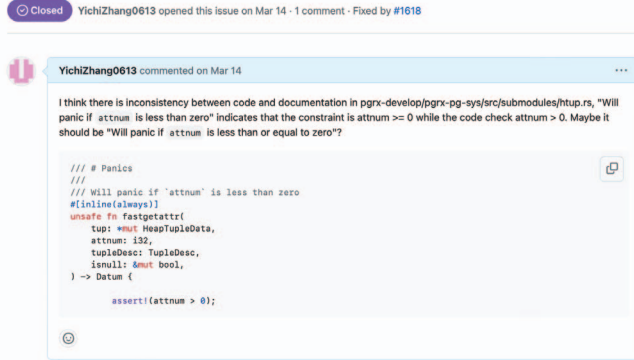 Closed YichiZhang0613 opened this issue on Mar 14 · 1 comment · Fixed by #1618
YichiZhang0613 commented on Mar 14 ...
I think there is inconsistency between code and documentation in pgrx-develop/pgrx-pg-sys/src/submodules/htup.rs, "Will
panic if attnum is less than zero" indicates that the constraint is attnum >= 0 while the code check attnum > 0. Maybe it
should be "Will panic if attnum is less than or equal to zero"?
/// # Panics
///
/// Will panic if `attnum` is less than zero
#[inline(always)]
unsafe fn fastgetattr(
    tup: *mut HeapTupleData,
    attnum: i32,
    tupleDesc: TupleDesc,
    isnull: &mut bool,
) -> Datum {
        assert!(attnum > 0);